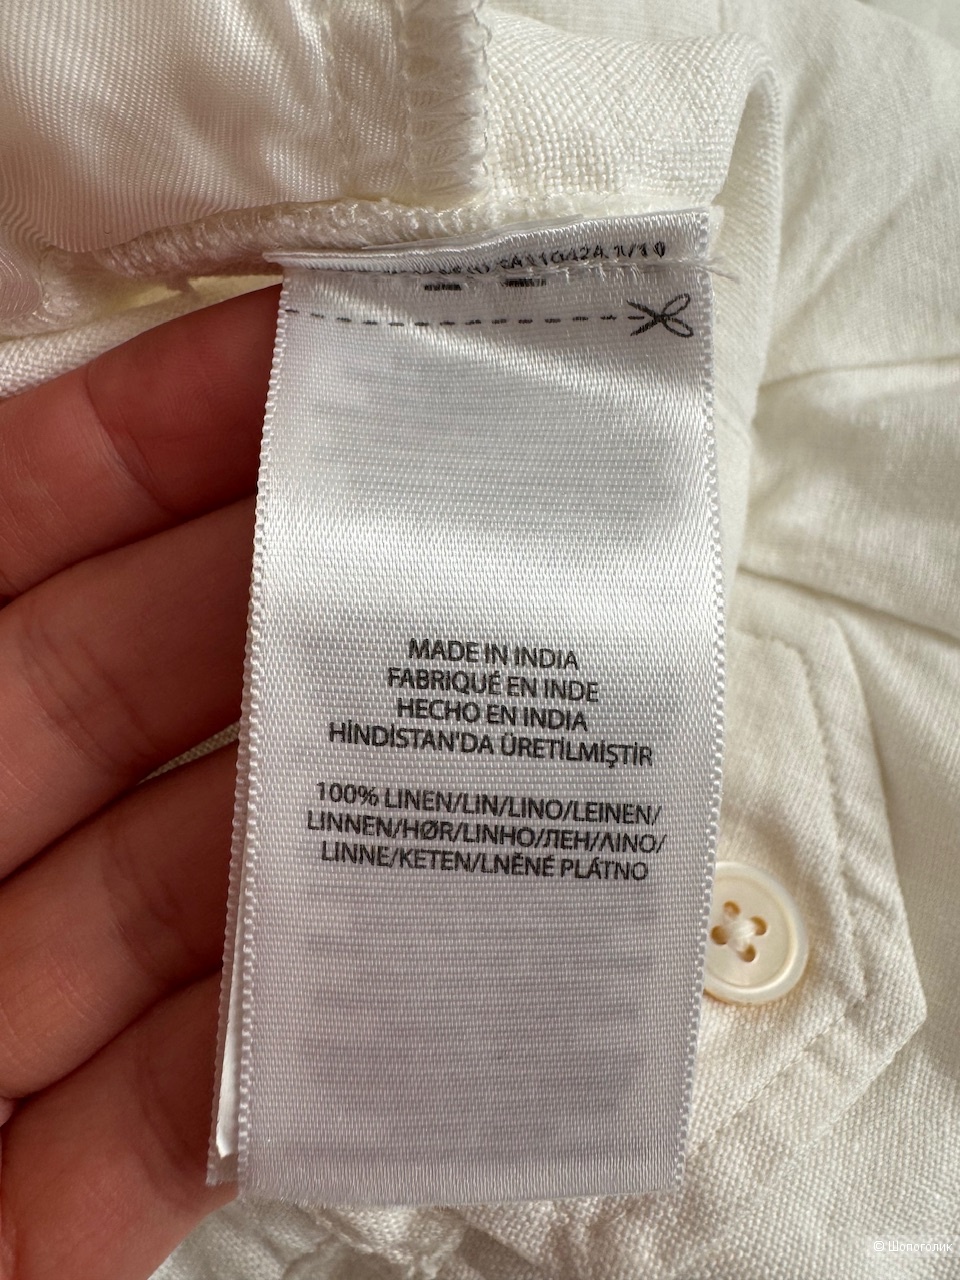 MADE IN INDIA
FABRIQUÉ EN INDE
HECHO EN INDIA
HİNDİSTAN'DA ÜRETİLMİŞTİR
100% LINEN/LIN/LINO/LEINEN/
LINNEN/HØR/LINHO/ЛЕН/ΛΙΝΟ/
LINNE/KETEN/LNĚNÉ PLÁTNO
© Шопоголик